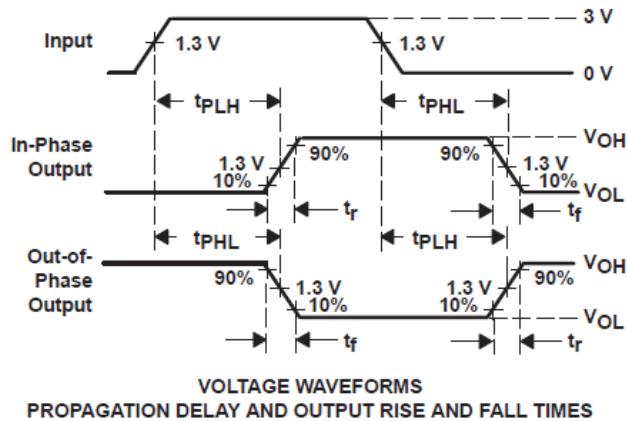 3 V
Input
1.3 V
1.3 V
0 V
tPLH
tPHL
In-Phase
Output
VOH
90%
90%
1.3 V
1.3 V
10%
10%
VOL
tr
tf
tPHL
tPLH
Out-of-
Phase
Output
VOH
90%
90%
1.3 V
1.3 V
10%
10%
VOL
tf
tr
VOLTAGE WAVEFORMS
PROPAGATION DELAY AND OUTPUT RISE AND FALL TIMES